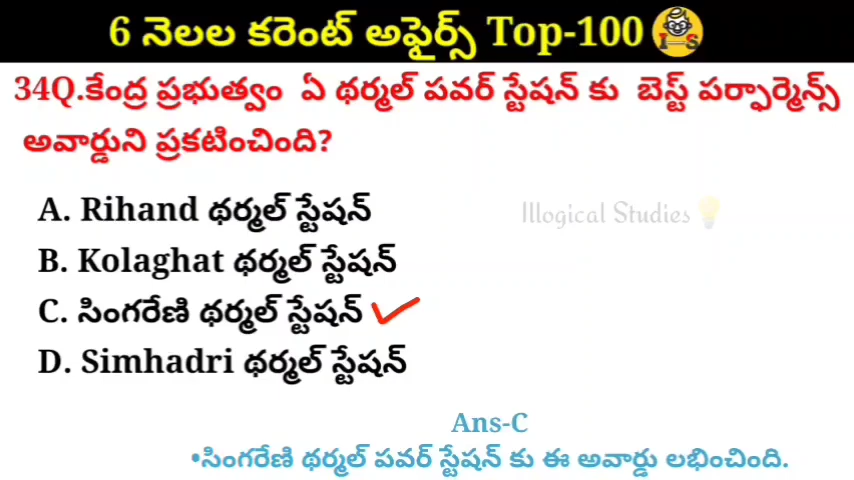 6 నెలల కరెంట్ అఫైర్స్ Top-100
I-S
34Q.కేంద్ర ప్రభుత్వం ఏ థర్మల్ పవర్ స్టేషన్ కు బెస్ట్ పర్ఫార్మెన్స్
అవార్డుని ప్రకటించింది?
A. Rihand థర్మల్ స్టేషన్
Illogical Studies
B. Kolaghat థర్మల్ స్టేషన్
C. సింగరేణి థర్మల్ స్టేషన్
D. Simhadri థర్మల్ స్టేషన్
Ans-C
•సింగరేణి థర్మల్ పవర్ స్టేషన్ కు ఈ అవార్డు లభించింది.